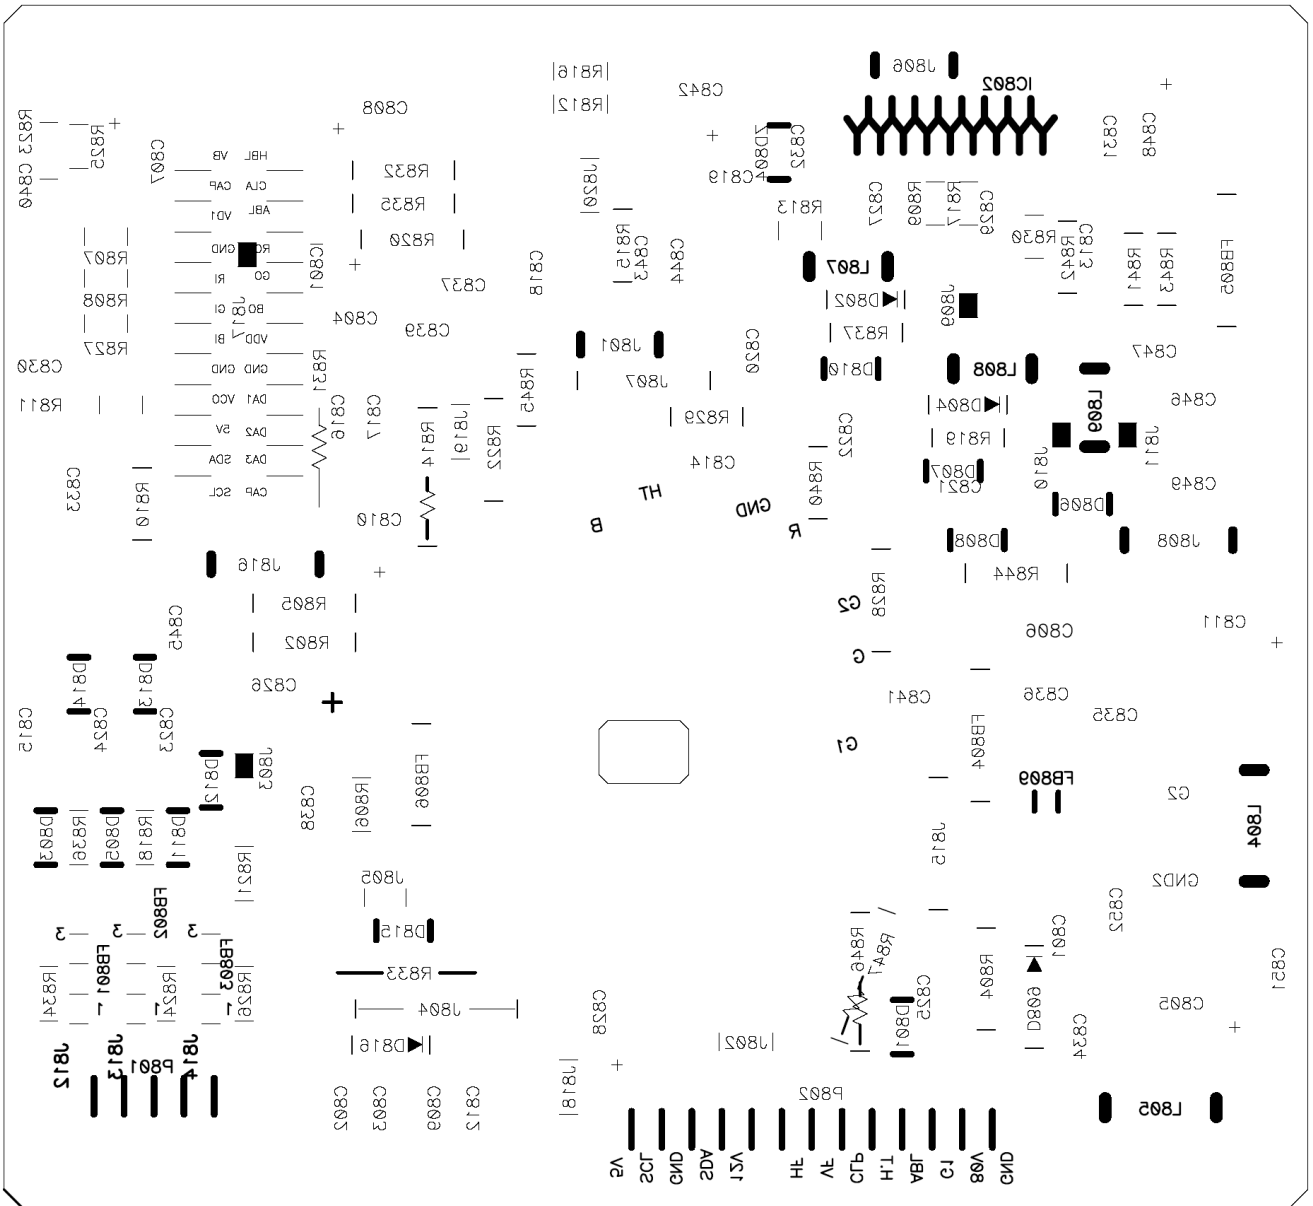 J806
R816
C842
IC802
R812
C808
R823
R825
C807
ZD804
C832
C831
C848
VB HBL
C840
CAP CLA
R832
J820
C819
VD1 ABL
R835
R813
C827
R809
R817
C829
R820
R815
C843
C844
R830
R842
C813
R841
R843
FB805
R807
GND
IC801
C818
L807
RI GO
C837
R808
GI BO
J817
D802
J809
C804
C839
R837
R827
BI VDD
J801
C820
C847
C830
GND GND
R831
J807
D810
L808
R811
VCO DA1
R845
C846
C816
C817
R814
J819
R822
R829
D804
L809
5V DA2
C822
R819
J811
SDA DA3
C814
D807
J810
C833
R810
SCL CAP
HT
R840
C821
C849
C810
B
GND
R
D806
J816
D808
J808
R805
G2
R828
R844
C845
R802
G
C806
C811
D814
D813
C826
C841
C836
C835
C815
C824
C823
G1
FB804
D812
J803
FB806
FB809
G2
R806
C838
L804
D803
R836
D805
R818
D811
J815
R821
J805
GND2
FB802
C852
3 3 3
D815
R846
R847
C801
FB801
FB803
R833
R804
C851
R834
1
R824
1
1
R826
J804
C828
C825
D809
C805
D801
C834
J812
J813
P801
J814
D816
J802
J818
P802
L805
C802
C803
C809
C812
5V
SCL
GND
SDA
12V
HF
VF
CLP
H.T
ABL
G1
80V
GND